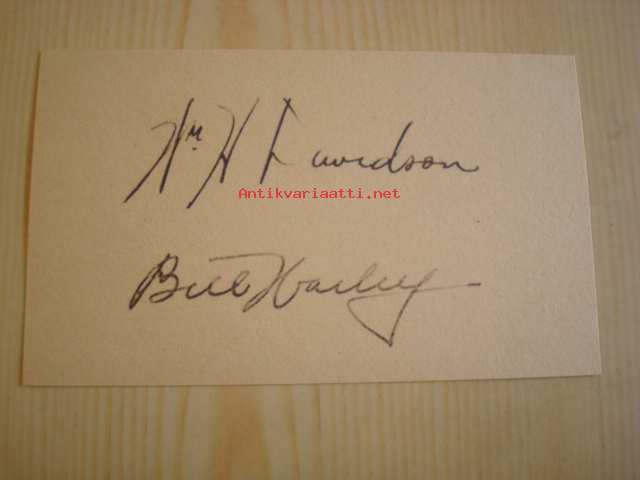 Wm H Davidson
Antikvariaatti.net
Bill Harley